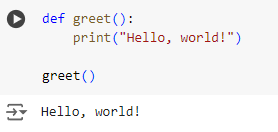 def greet():
    print("Hello, world!")

greet()
Hello, world!